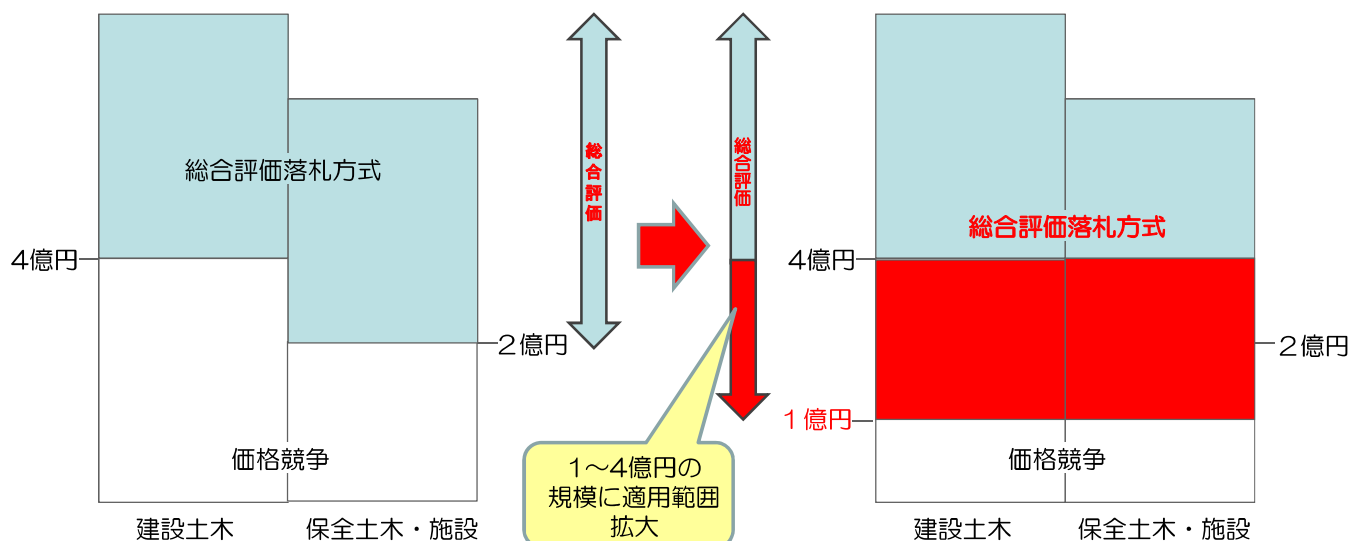 総合評価落札方式
4億円
2億円
価格競争
建設土木
保全土木・施設
総合評価
総合評価
1～4億円の
規模に適用範囲
拡大
総合評価落札方式
4億円
2億円
1億円
価格競争
建設土木
保全土木・施設